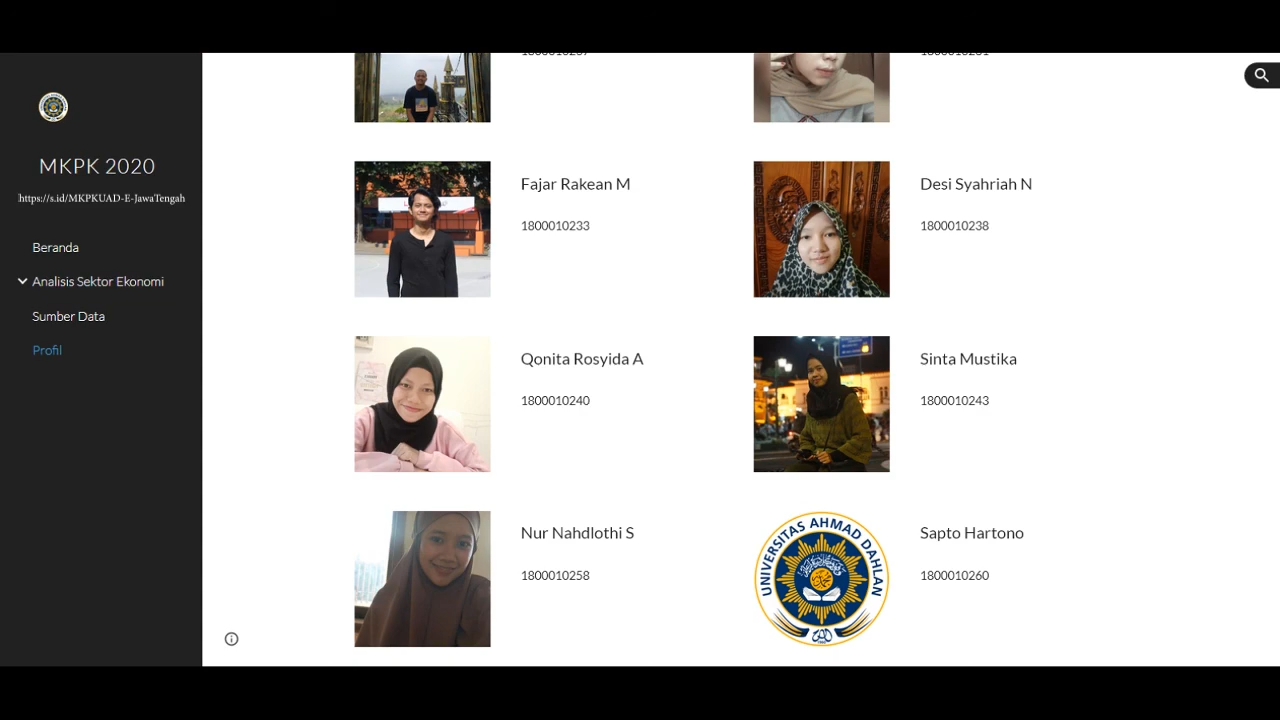 MKPK 2020
https://s.id/MKPKUAD-E-JawaTengah
Beranda
Analisis Sektor Ekonomi
Sumber Data
Profil
Fajar Rakean M
1800010233
Desi Syahriah N
1800010238
Qonita Rosyida A
1800010240
Sinta Mustika
1800010243
Nur Nahdlothi S
1800010258
UNIVERSITAS AHMAD DAHLAN
Sapto Hartono
1800010260